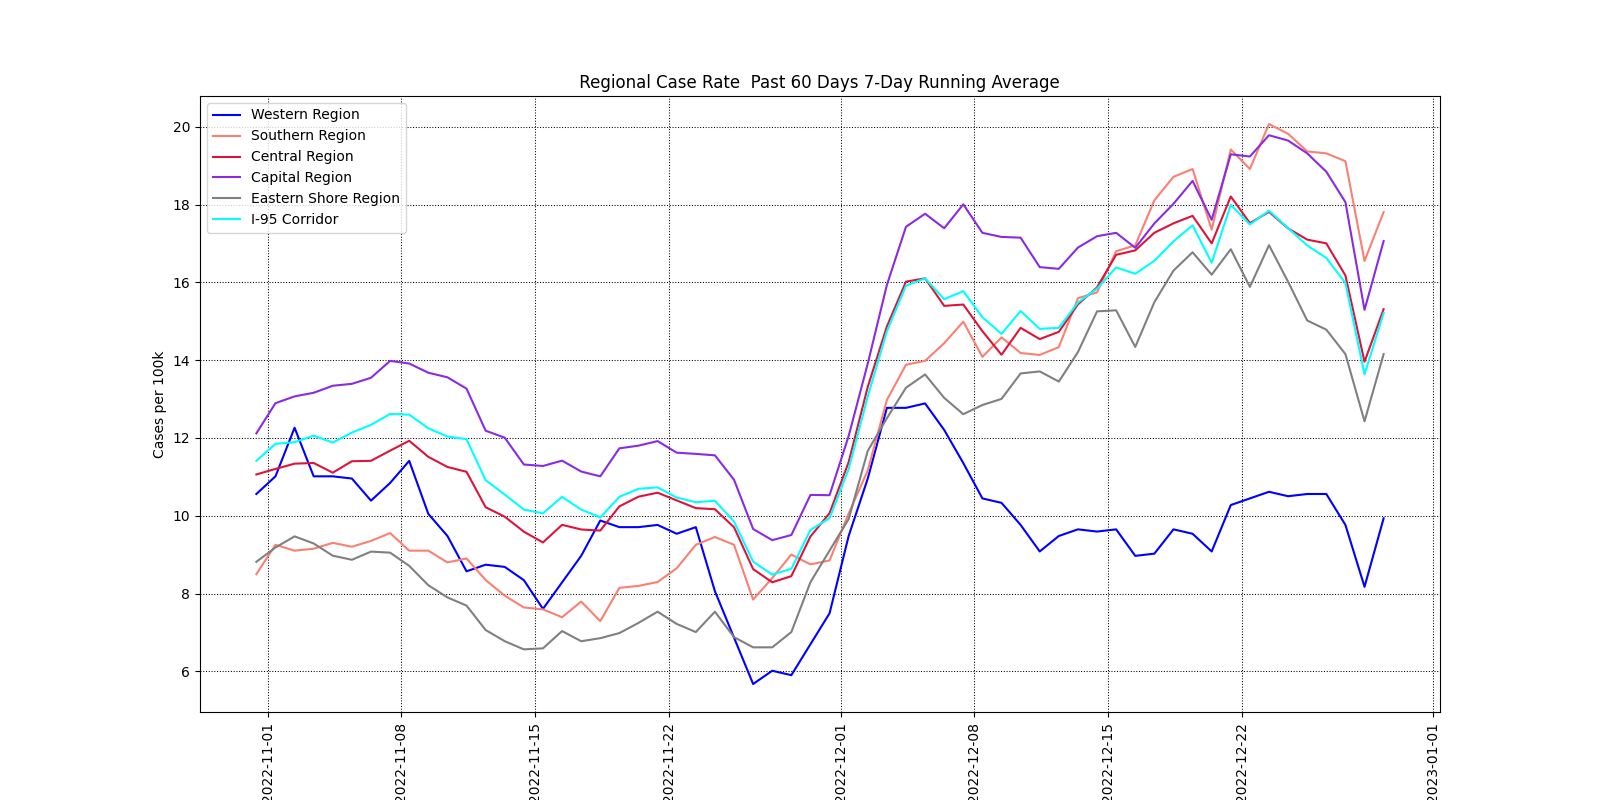 Regional Case Rate  Past 60 Days 7-Day Running Average
Western Region
Southern Region
Central Region
Capital Region
Eastern Shore Region
I-95 Corridor
Cases per 100k
20
18
16
14
12
10
8
6
2022-11-01
2022-11-08
2022-11-15
2022-11-22
2022-12-01
2022-12-08
2022-12-15
2022-12-22
2023-01-01